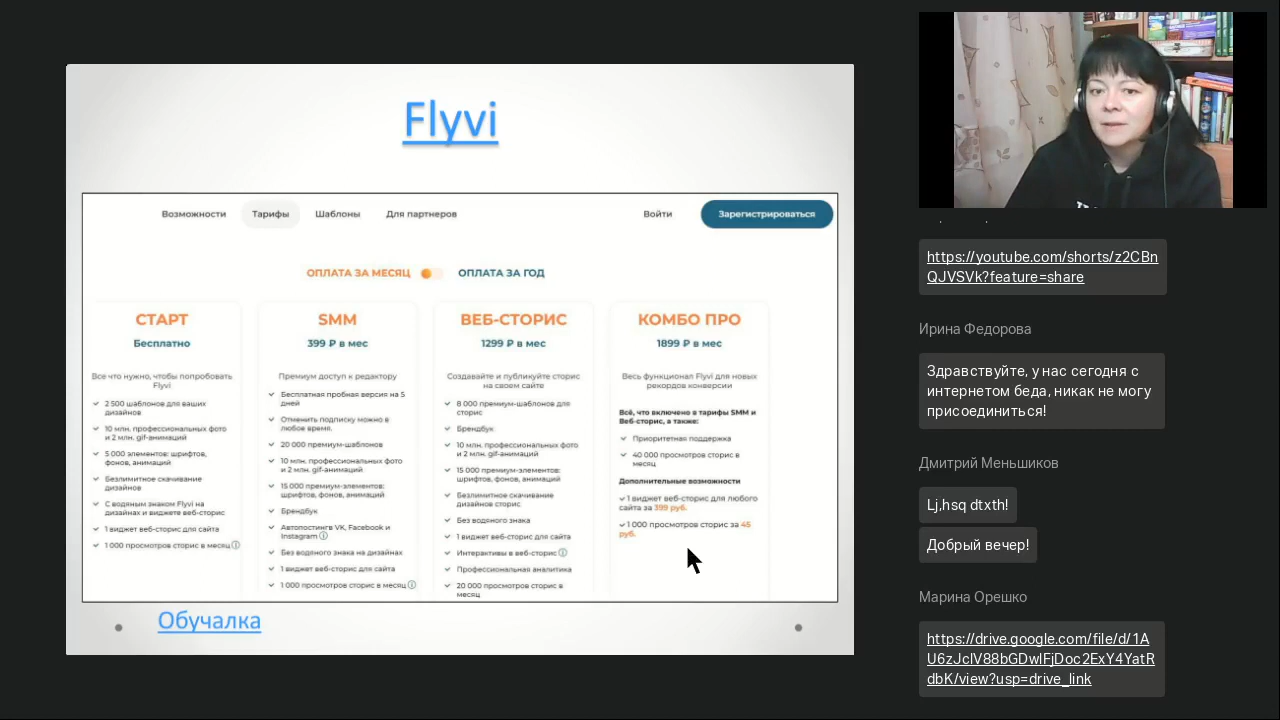 Flyvi
Возможности
Тарифы
Шаблоны
Для партнеров
Войти
Зарегистрироваться
ОПЛАТА ЗА МЕСЯЦ
ОПЛАТА ЗА ГОД
СТАРТ
Бесплатно
Все что нужно, чтобы попробовать
Flyvi
2 500 шаблонов для ваших
дизайнов
10 млн. профессиональных фото
и 2 млн. gif-анимаций
5 000 элементов: шрифтов,
фонов, анимаций
Безлимитное скачивание
дизайнов
С водяным знаком Flyvi на
дизайнах и виджете веб-сторис
1 виджет веб-сторис для сайта
1 000 просмотров сторис в месяц
SMM
399 ₽ в мес
Премиум доступ к редактору
Бесплатная пробная версия на 5
дней
Отменить подписку можно в
любое время.
20 000 премиум-шаблонов
10 млн. профессиональных фото
и 2 млн. gif-анимаций
15 000 премиум-элементов:
шрифтов, фонов, анимаций
Брендбук
Автопостинг в VK, Facebook и
Instagram
Без водяного знака на дизайнах
1 виджет веб-сторис для сайта
1 000 просмотров сторис в месяц
ВЕБ-СТОРИС
1299 ₽ в мес
Создавайте и публикуйте сторис
на своем сайте
8 000 премиум-шаблонов для
сторис
Брендбук
10 млн. профессиональных фото
и 2 млн. gif-анимаций
15 000 премиум-элементов:
шрифтов, фонов, анимаций
Безлимитное скачивание
дизайнов сторис
Без водяного знака
1 виджет веб-сторис для сайта
Интерактивы в веб-сторис
Профессиональная аналитика
20 000 просмотров сторис в
месяц
КОМБО ПРО
1899 ₽ в мес
Весь функционал Flyvi для новых
рекордов конверсии
Всё, что включено в тарифы SMM и
Веб-сторис, а также:
Приоритетная поддержка
40 000 просмотров сторис в
месяц
Дополнительные возможности
1 виджет веб-сторис для любого
сайта за 399 руб.
1 000 просмотров сторис за 45
руб.
Обучалка
https://youtube.com/shorts/z2CBn
QJVSVk?feature=share
Ирина Федорова
Здравствуйте, у нас сегодня с
интернетом беда, никак не могу
присоединиться!
Дмитрий Меньшиков
Lj,hsq dtxth!
Добрый вечер!
Марина Орешко
https://drive.google.com/file/d/1A
U6zJclV88bGDwlFjDoc2ExY4YatR
dbK/view?usp=drive_link